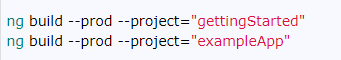 ng build --prod --project="gettingStarted"
ng build --prod --project="exampleApp"